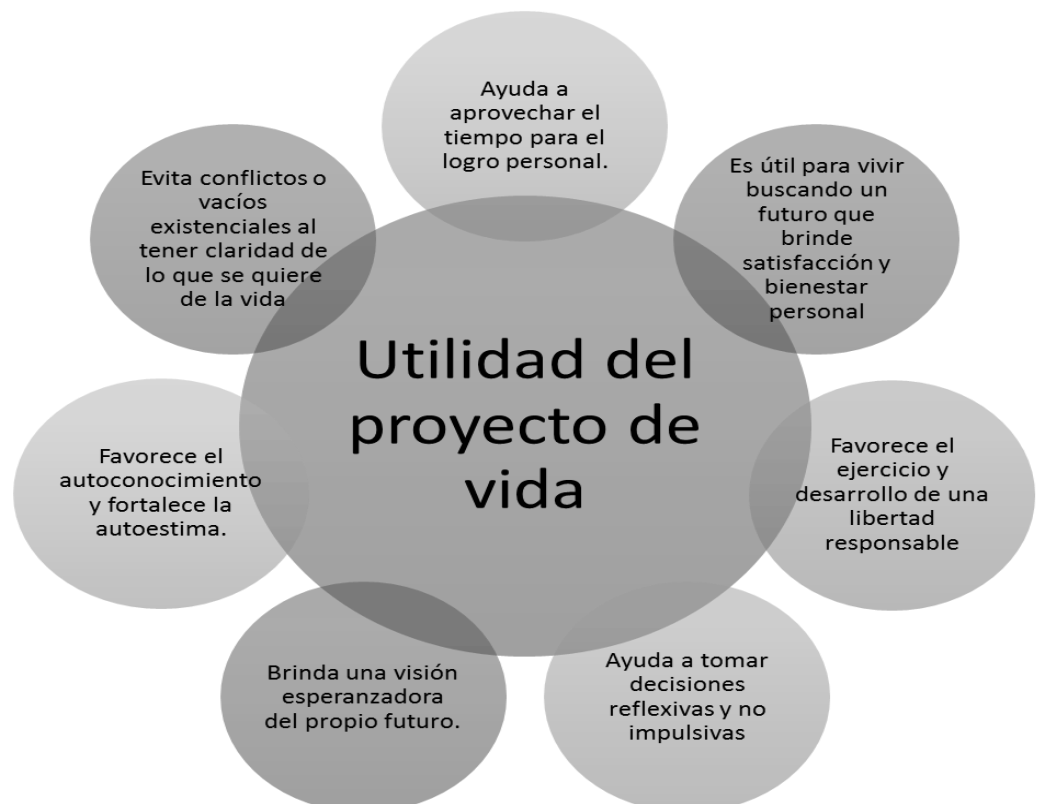 Ayuda a
aprovechar el
tiempo para el
logro personal.
Es útil para vivir
buscando un
futuro que
brinde
satisfacción y
bienestar
personal
Favorece el
ejercicio y
desarrollo de una
libertad
responsable
Ayuda a tomar
decisiones
reflexivas y no
impulsivas
Brinda una visión
esperanzadora
del propio futuro.
Favorece el
autoconocimiento
y fortalece la
autoestima.
Evita conflictos o
vacíos
existenciales al
tener claridad de
lo que se quiere
de la vida
Utilidad del
proyecto de
vida